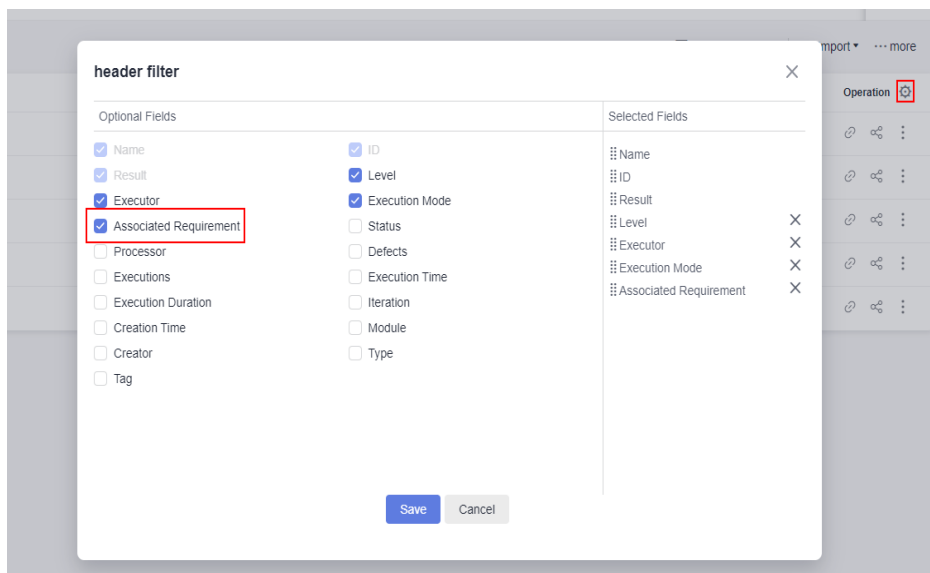 mport ··· more
header filter
Operation
Optional Fields
Selected Fields
Name
ID
Result
Level
Executor
Execution Mode
Associated Requirement
Status
Processor
Defects
Executions
Execution Time
Execution Duration
Iteration
Creation Time
Module
Creator
Type
Tag
Name
ID
Result
Level
Executor
Execution Mode
Associated Requirement
Save
Cancel